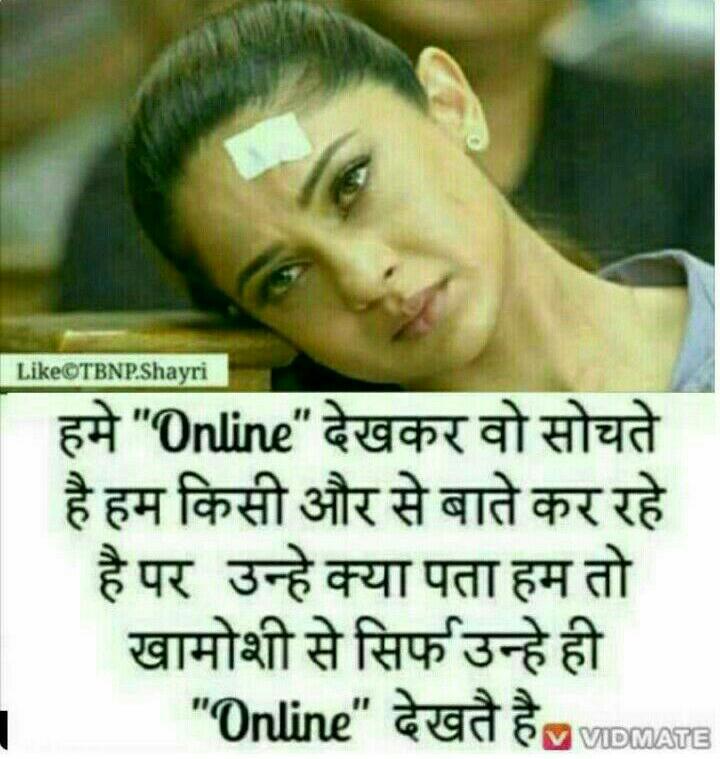 Like©TBNP.Shayri
हमे "Online" देखकर वो सोचते
है हम किसी और से बाते कर रहे
है पर उन्हे क्या पता हम तो
खामोशी से सिर्फ उन्हे ही
"Online" देखतै है
VIDMATE